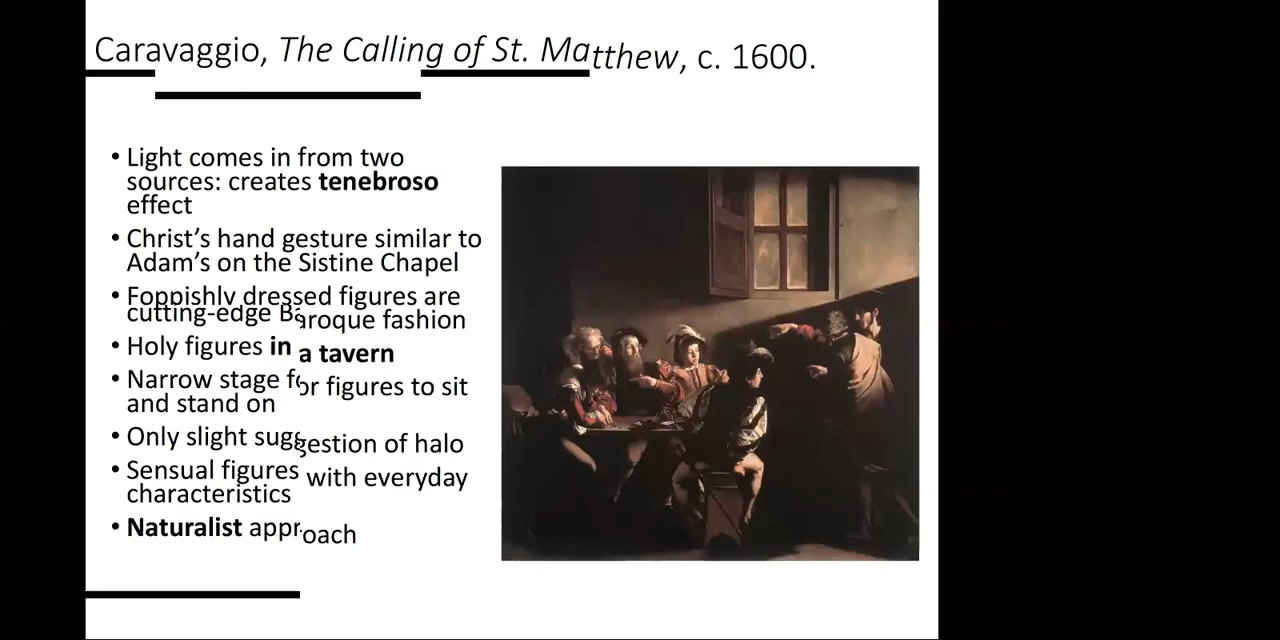 Caravaggio, The Calling of St. Matthew, c. 1600.
• Light comes in from two
sources: creates tenebroso
effect
• Christ's hand gesture similar to
Adam's on the Sistine Chapel
• Foppishly dressed figures are
cutting-edge Baroque fashion
• Holy figures in a tavern
• Narrow stage for figures to sit
and stand on
• Only slight suggestion of halo
• Sensual figures with everyday
characteristics
• Naturalist approach